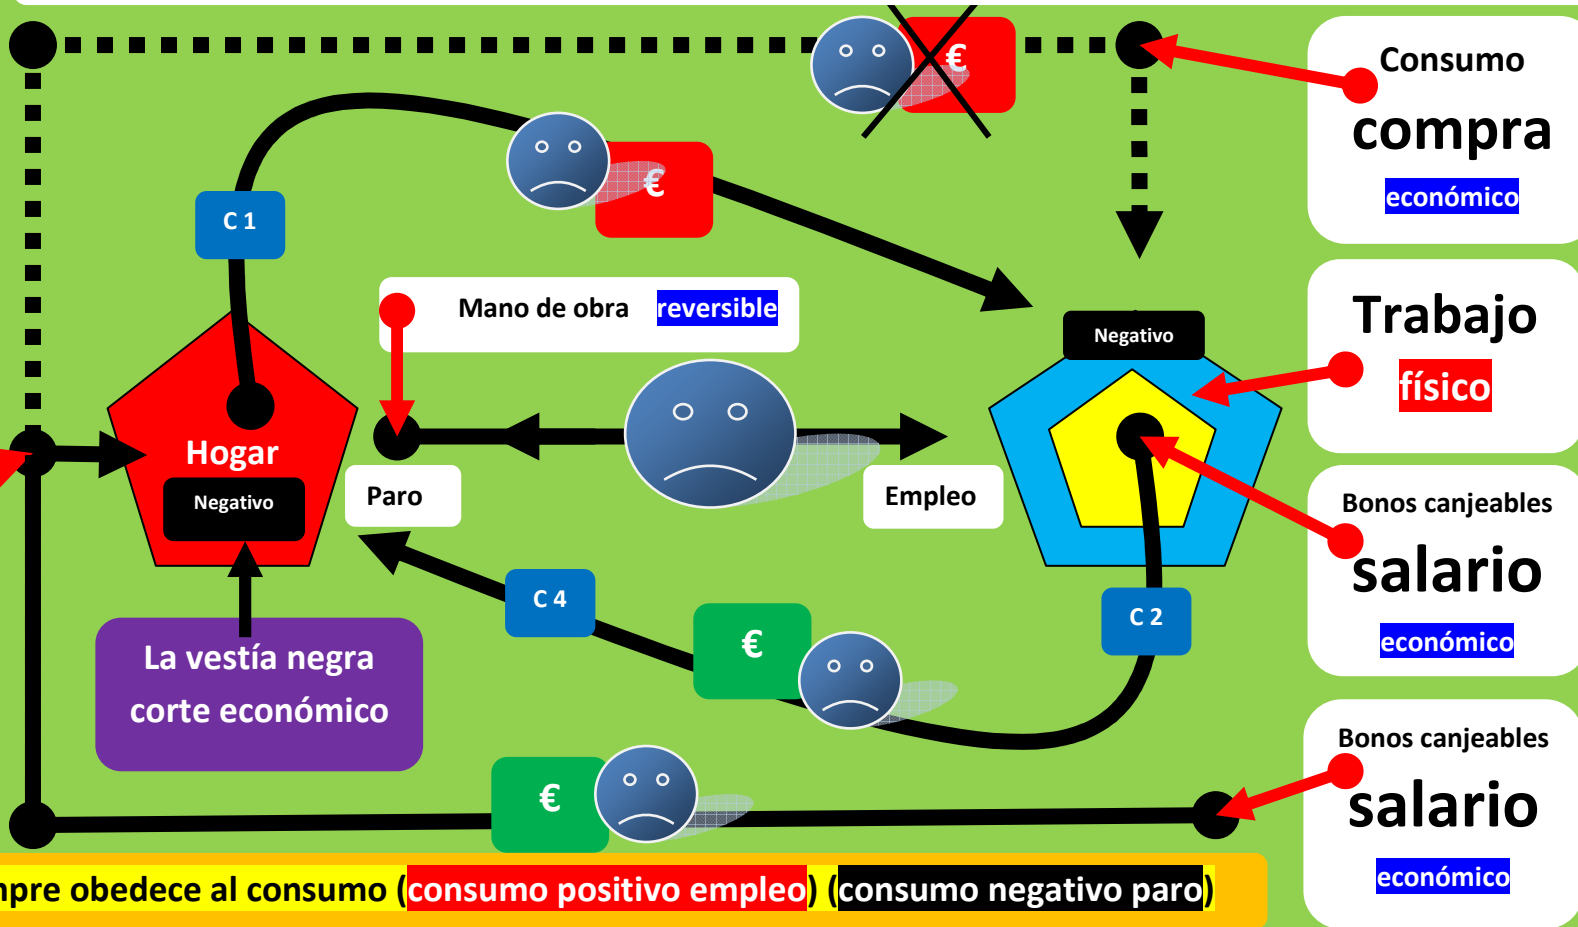 €
Consumo
compra
económico
€
C 1
Mano de obra reversible
Negativo
Trabajo
físico
Hogar
Negativo
Paro
Empleo
Bonos canjeables
salario
económico
C 4
C 2
€
La vestía negra
corte económico
€
Bonos canjeables
salario
económico
obedece al consumo (consumo positivo empleo) (consumo negativo paro)